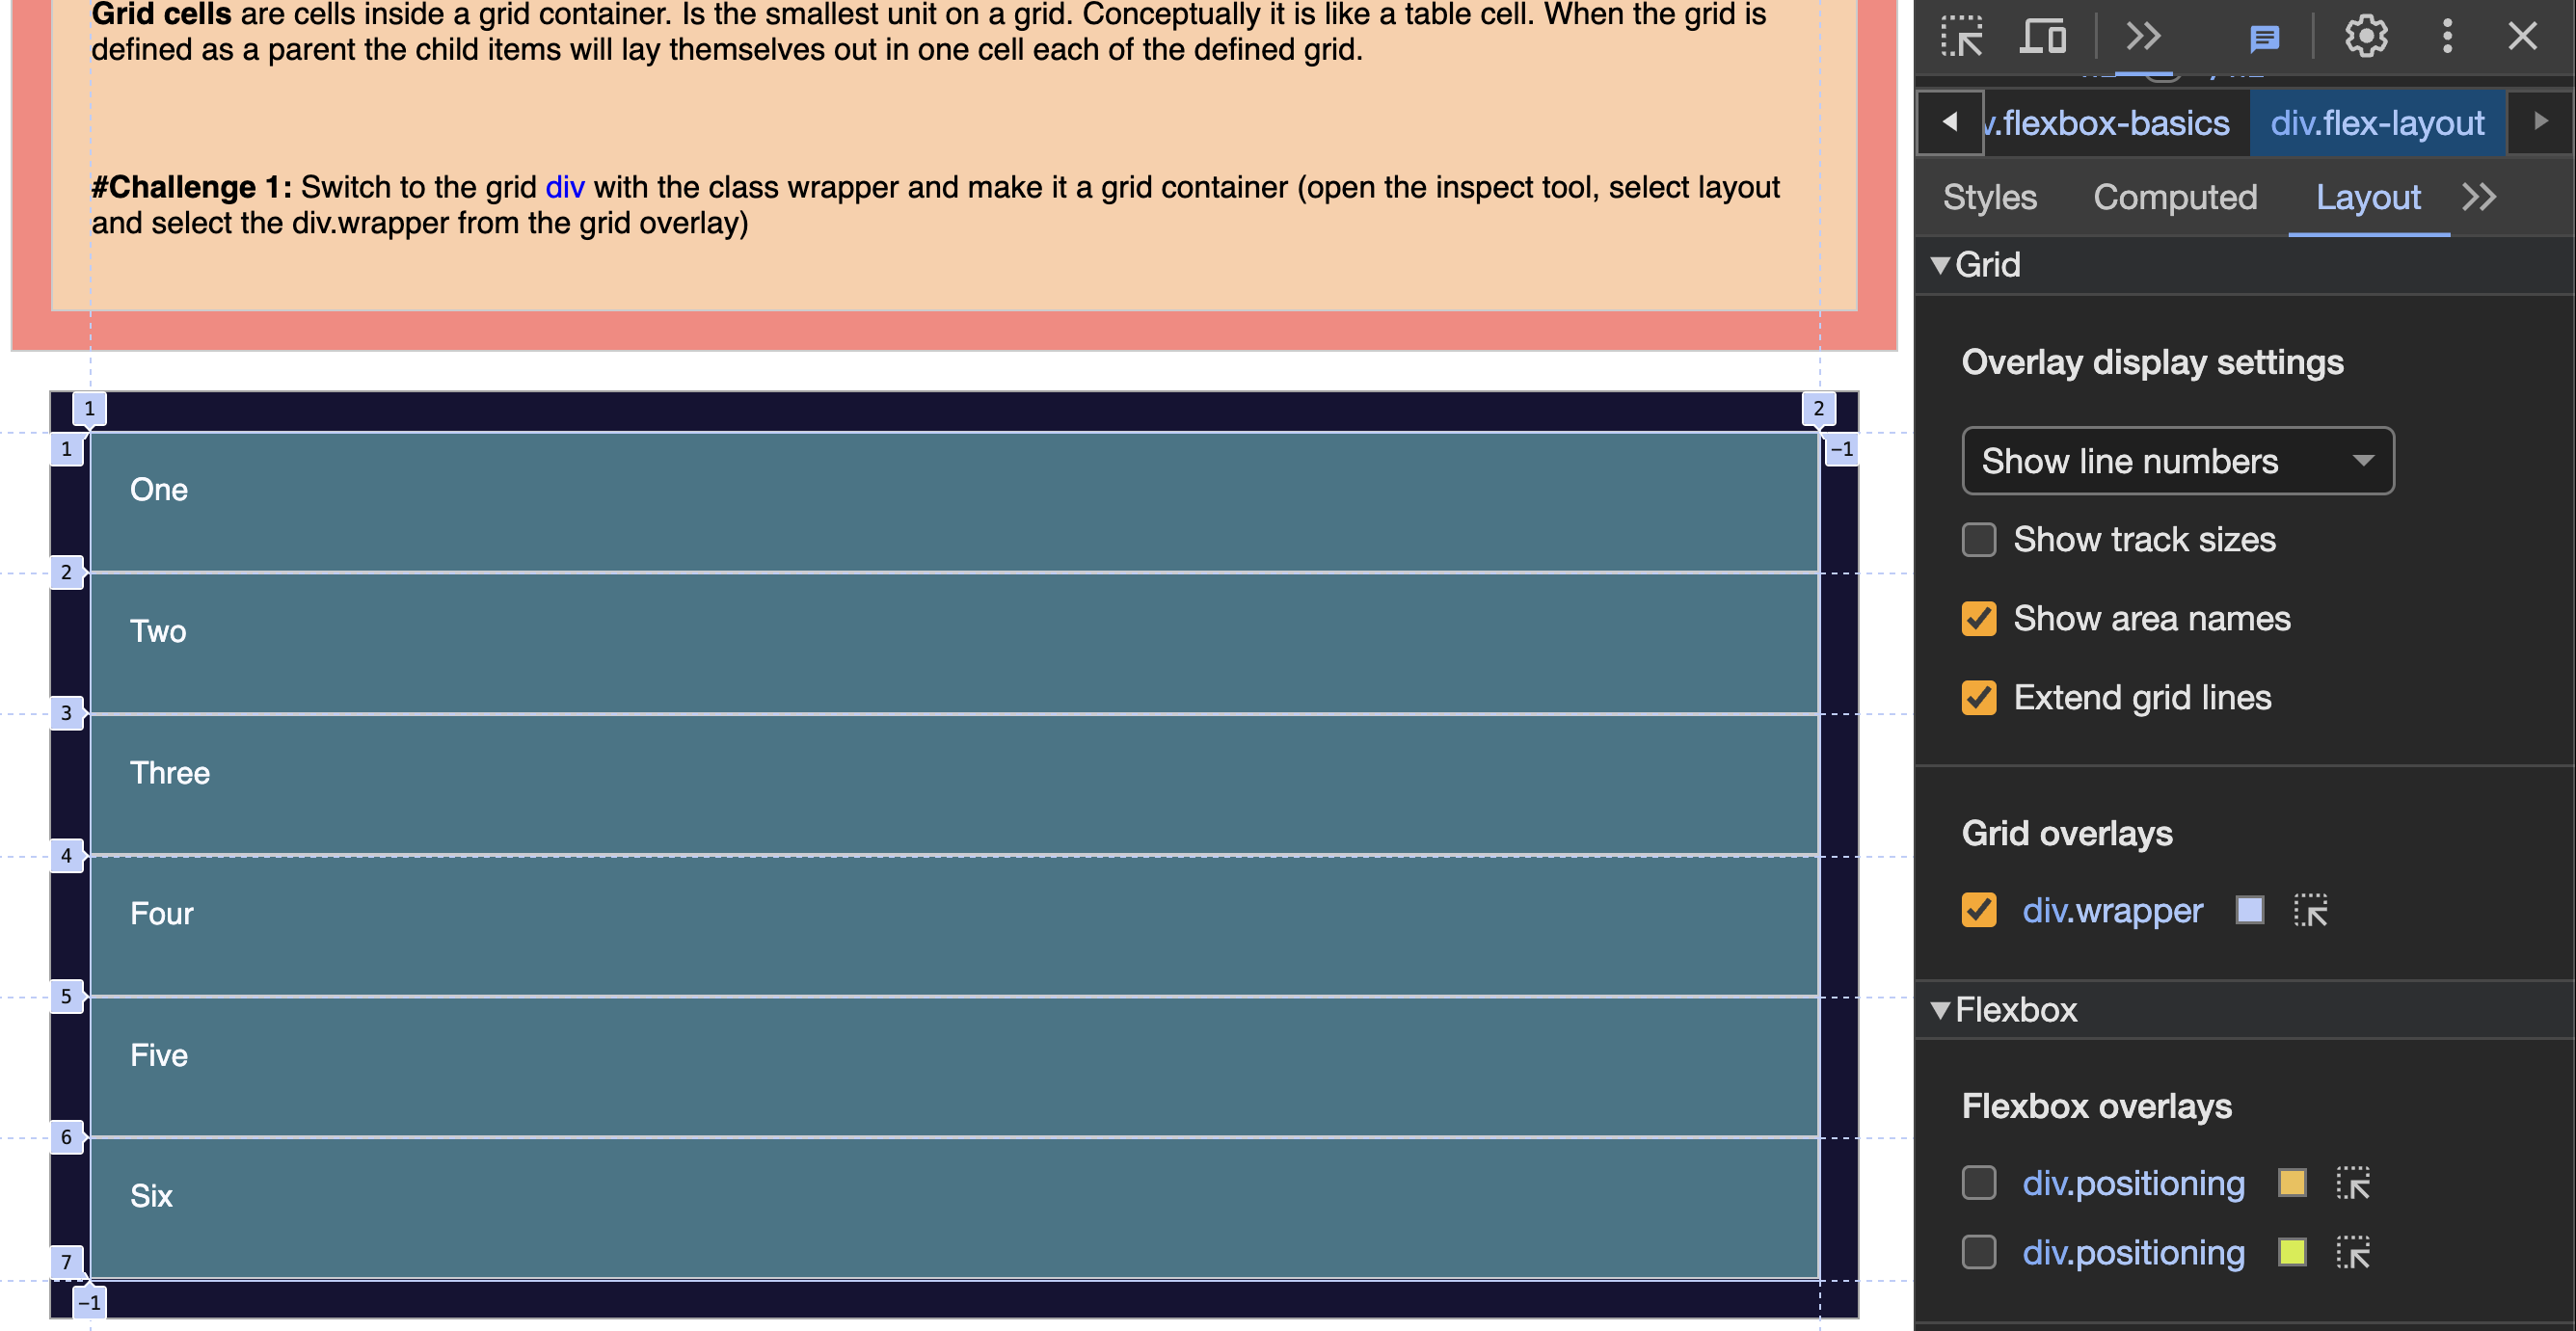 Grid cells are cells inside a grid container. Is the smallest unit on a grid. Conceptually it is like a table cell. When the grid is
defined as a parent the child items will lay themselves out in one cell each of the defined grid.
#Challenge 1: Switch to the grid div with the class wrapper and make it a grid container (open the inspect tool, select layout
and select the div.wrapper from the grid overlay)
1
2
1
-1
One
2
Two
3
Three
4
Four
5
Five
6
Six
7
-1
v.flexbox-basics
div.flex-layout
Styles
Computed
Layout
Grid
Overlay display settings
Show line numbers
Show track sizes
Show area names
Extend grid lines
Grid overlays
div.wrapper
Flexbox
Flexbox overlays
div.positioning
div.positioning